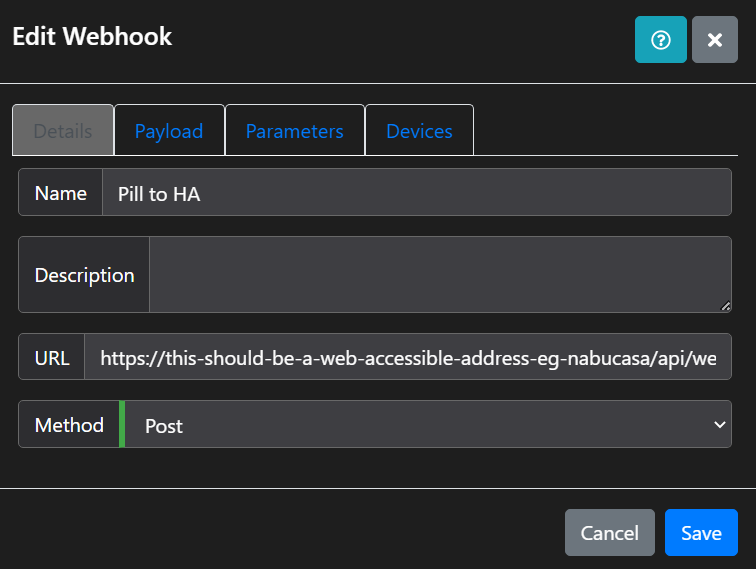 Edit Webhook
Details Payload Parameters Devices
Name Pill to HA
Description
URL https://this-should-be-a-web-accessible-address-eg-nabucasa/api/we
Method Post
Cancel Save